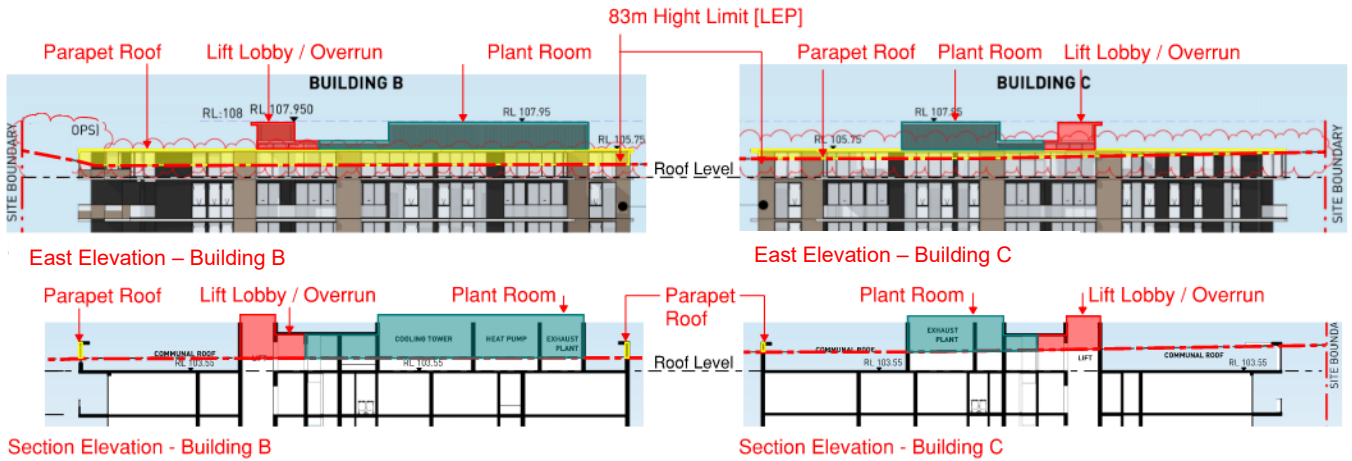 83m Hight Limit [LEP]
Parapet Roof
Lift Lobby / Overrun
Plant Room
Parapet Roof
Plant Room
Lift Lobby / Overrun
BUILDING B
BUILDING C
RL:108
RL 107.950
RL 107.95
RL 107.95
OPS)
RL 105.75
RL 105.75
SITE BOUNDARY
Roof Level
SITE BOUNDARY
East Elevation – Building B
East Elevation – Building C
Parapet Roof
Lift Lobby / Overrun
Plant Room
Parapet
Roof
Plant Room
Lift Lobby / Overrun
COOLING TOWER
HEAT PUMP
EXHAUST
PLANT
EXHAUST
PLANT
COMMUNAL ROOF
LIFT
RL 103.55
RL 103.55
Roof Level
COMMUNAL ROOF
RL 103.55
LIFT
COMMUNAL ROOF
RL 103.55
SITE BOUNDA
Section Elevation - Building B
Section Elevation - Building C